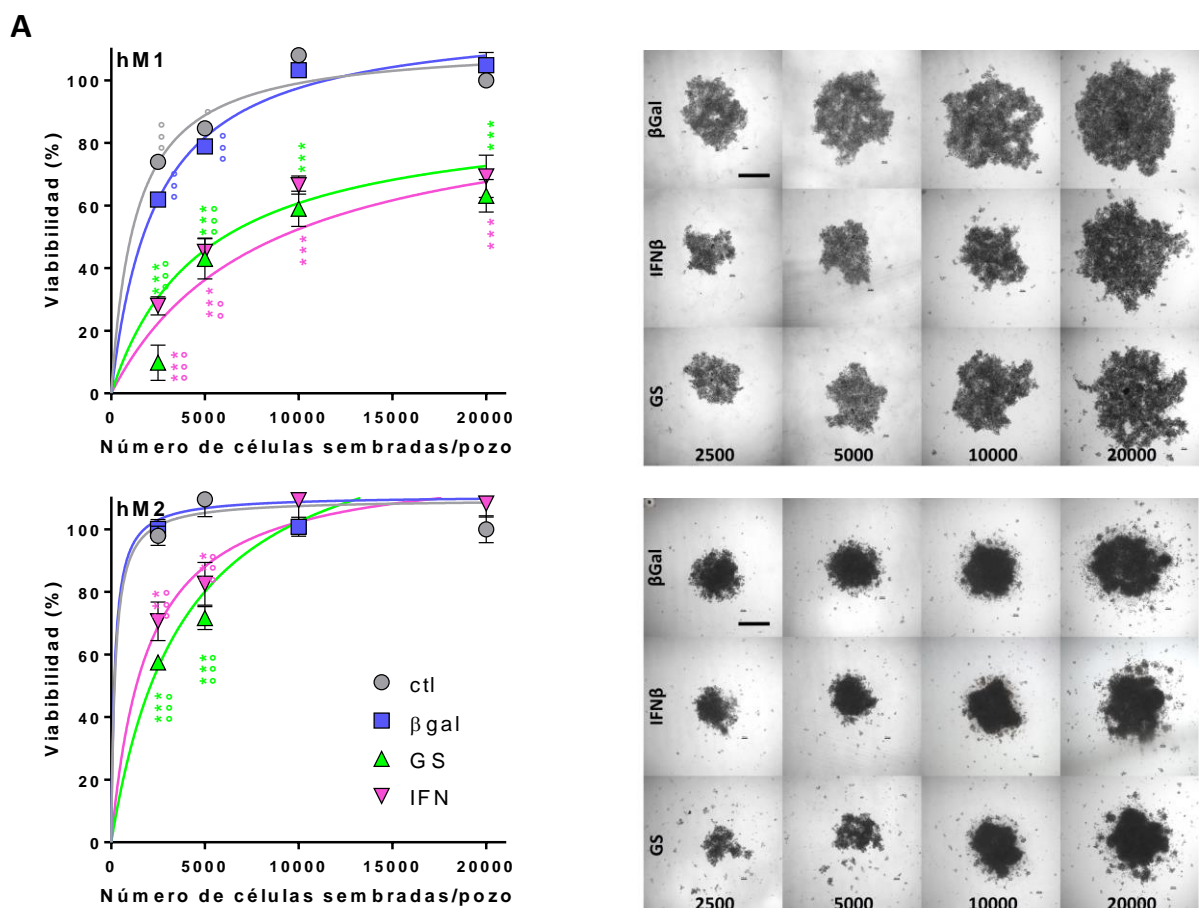 A
hM1
Viabibilidad (%)
100
80
60
40
20
0
0 5000 10000 15000 20000
Número de células sembradas/pozo
βGal
IFNβ
GS
2500 5000 10000 20000
hM2
Viabibilidad (%)
100
80
60
40
20
0
ctl
βgal
GS
IFN
0 5000 10000 15000 20000
Número de células sembradas/pozo
βGal
IFNβ
GS
2500 5000 10000 20000